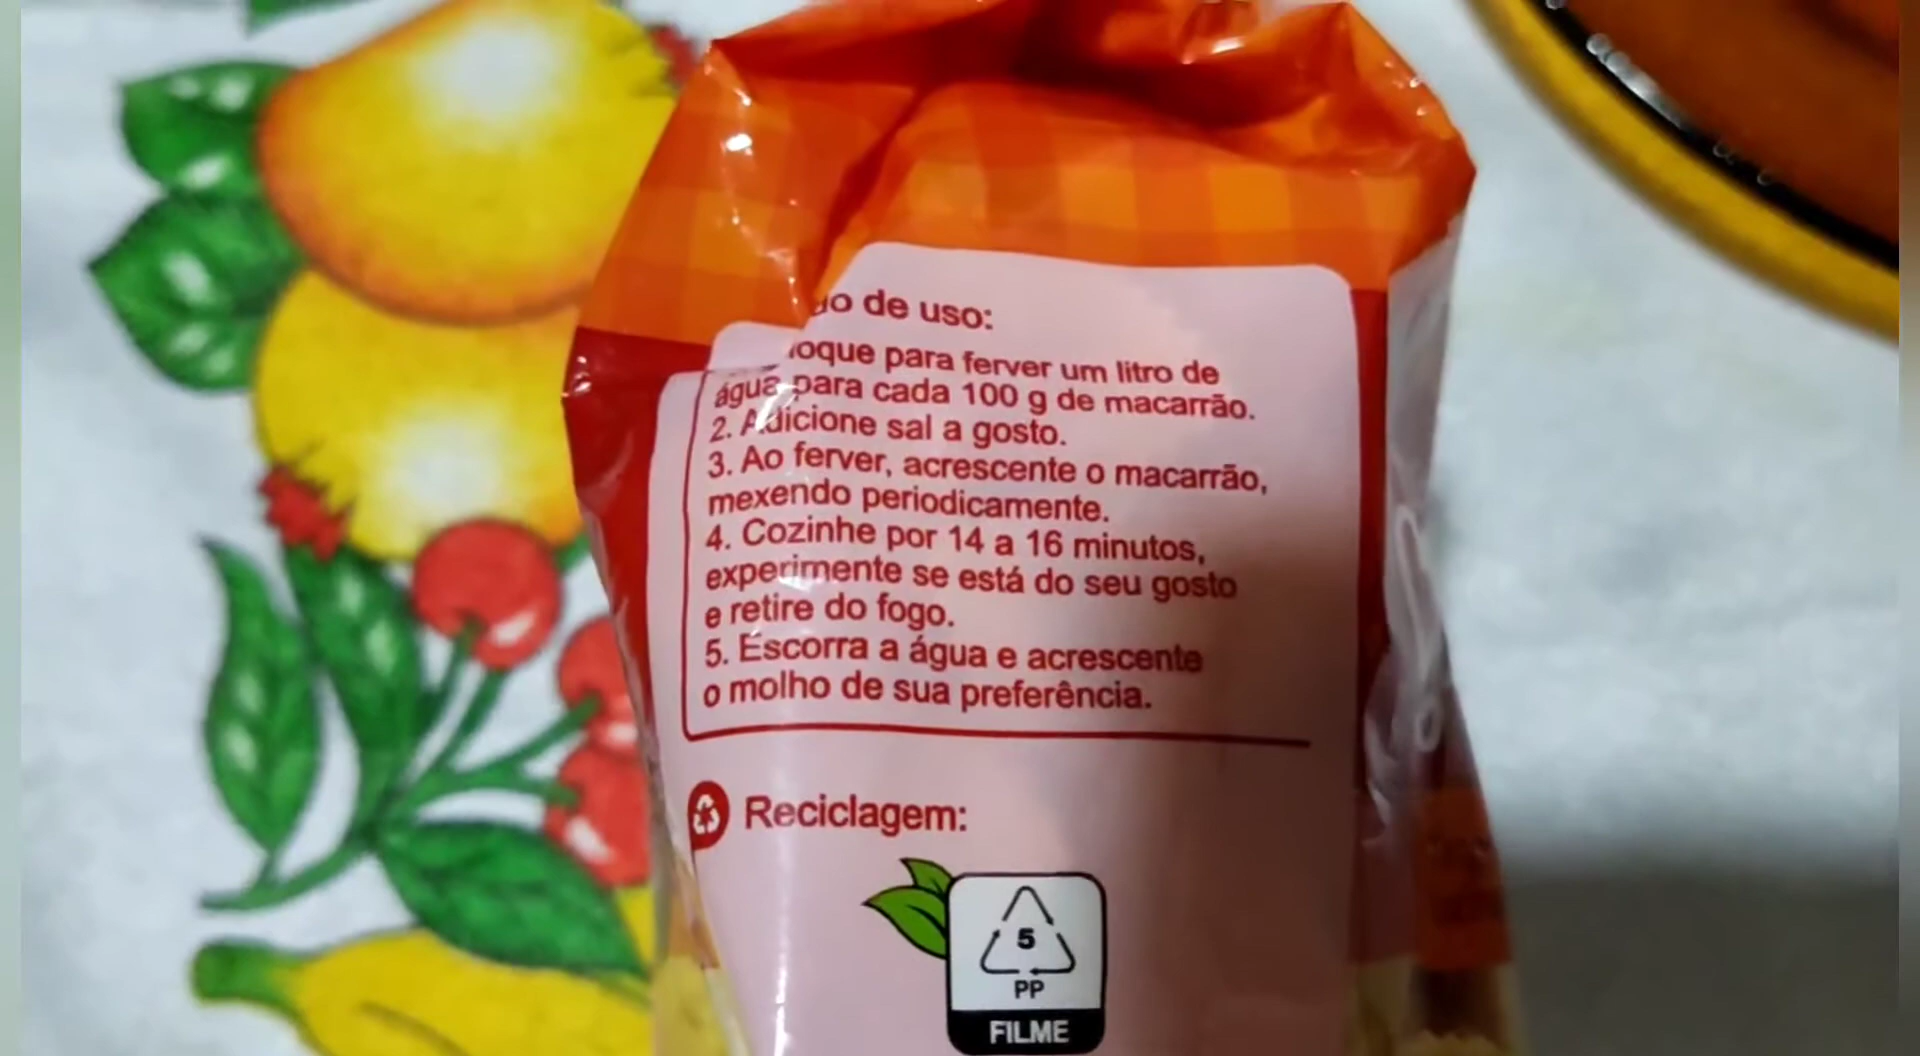 de uso:
para ferver um litro de
água para cada 100 g de macarrão.
2. Adicione sal a gosto.
3. Ao ferver, acrescente o macarrão,
mexendo periodicamente.
4. Cozinhe por 14 a 16 minutos,
experimente se está do seu gosto
e retire do fogo.
5. Escorra a água e acrescente
o molho de sua preferência.
Reciclagem:
5
PP
FILME